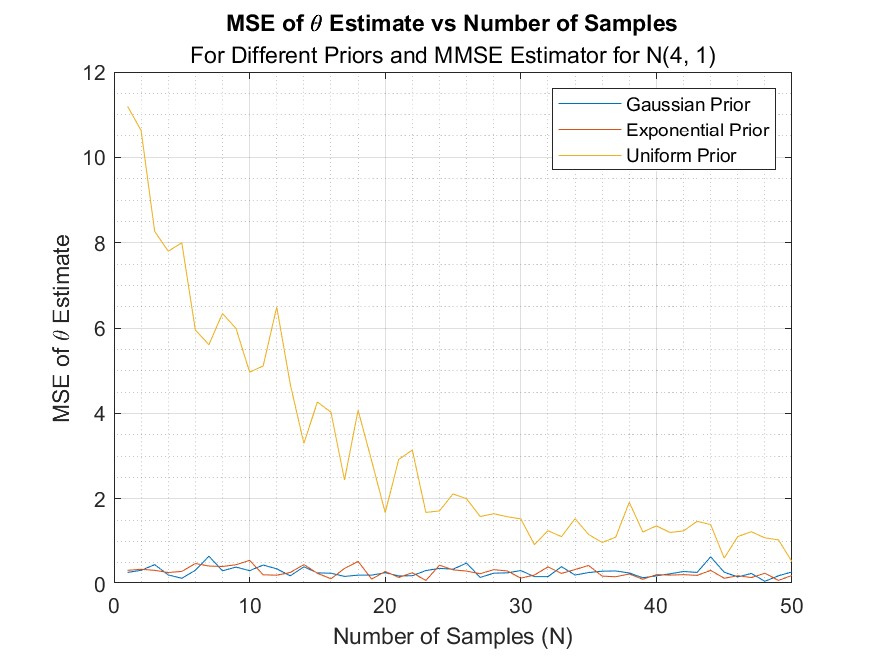 MSE of θ Estimate vs Number of Samples
For Different Priors and MMSE Estimator for N(4, 1)
12
10
8
6
4
2
0
MSE of θ Estimate
Gaussian Prior
Exponential Prior
Uniform Prior
0 10 20 30 40 50
Number of Samples (N)